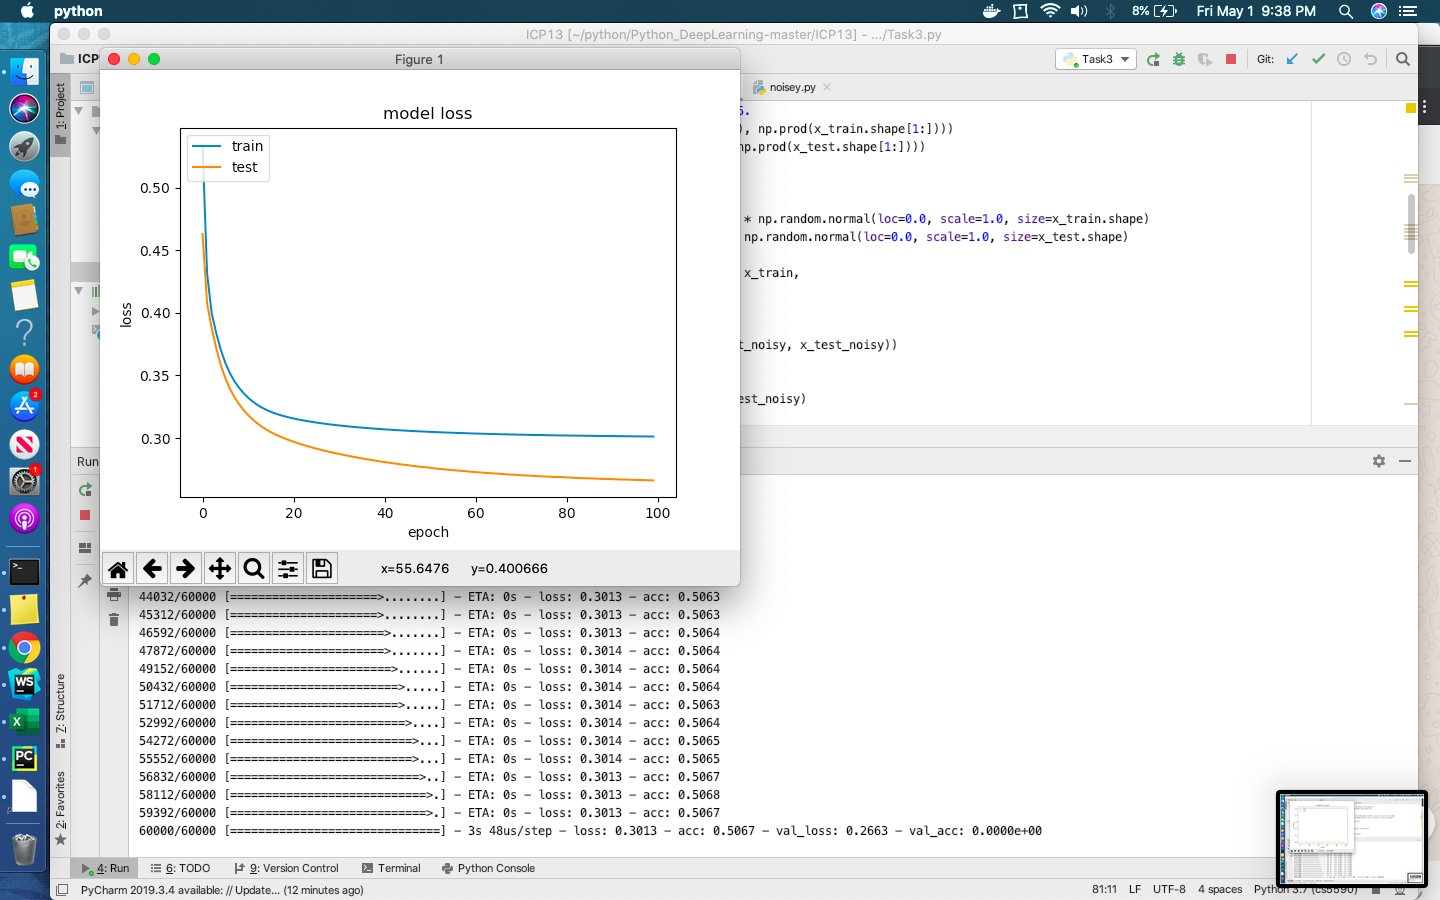 python
8%
Fri May 1 9:38 PM
ICP13 [~/python/Python_DeepLearning-master/ICP13] - .../Task3.py
ICP
Task3
Git:
Figure 1
noisey.py
1: Project
model loss
train
test
0.50
0.45
0.40
0.35
0.30
loss
0
20
40
60
80
100
epoch
x=55.6476 y=0.400666
5.
), np.prod(x_train.shape[1:])))
np.prod(x_test.shape[1:])))
* np.random.normal(loc=0.0, scale=1.0, size=x_train.shape)
np.random.normal(loc=0.0, scale=1.0, size=x_test.shape)
x_train,
t_noisy, x_test_noisy))
est_noisy)
Run
44032/60000 [=====================>........] - ETA: 0s - loss: 0.3013 - acc: 0.5063
45312/60000 [=====================>........] - ETA: 0s - loss: 0.3013 - acc: 0.5063
46592/60000 [======================>.......] - ETA: 0s - loss: 0.3013 - acc: 0.5064
47872/60000 [======================>.......] - ETA: 0s - loss: 0.3014 - acc: 0.5064
49152/60000 [=======================>......] - ETA: 0s - loss: 0.3014 - acc: 0.5064
50432/60000 [========================>.....] - ETA: 0s - loss: 0.3014 - acc: 0.5064
51712/60000 [========================>.....] - ETA: 0s - loss: 0.3014 - acc: 0.5063
52992/60000 [=========================>....] - ETA: 0s - loss: 0.3014 - acc: 0.5064
54272/60000 [==========================>...] - ETA: 0s - loss: 0.3014 - acc: 0.5065
55552/60000 [==========================>...] - ETA: 0s - loss: 0.3014 - acc: 0.5065
56832/60000 [===========================>..] - ETA: 0s - loss: 0.3013 - acc: 0.5067
58112/60000 [============================>.] - ETA: 0s - loss: 0.3013 - acc: 0.5068
59392/60000 [============================>.] - ETA: 0s - loss: 0.3013 - acc: 0.5067
60000/60000 [==============================] - 3s 48us/step - loss: 0.3013 - acc: 0.5067 - val_loss: 0.2663 - val_acc: 0.0000e+00
Z: Structure
2: Favorites
2
1
WS
PC
4: Run
6: TODO
9: Version Control
Terminal
Python Console
PyCharm 2019.3.4 available: // Update... (12 minutes ago)
81:11 LF UTF-8 4 spaces Python 3.7 (cs5590)